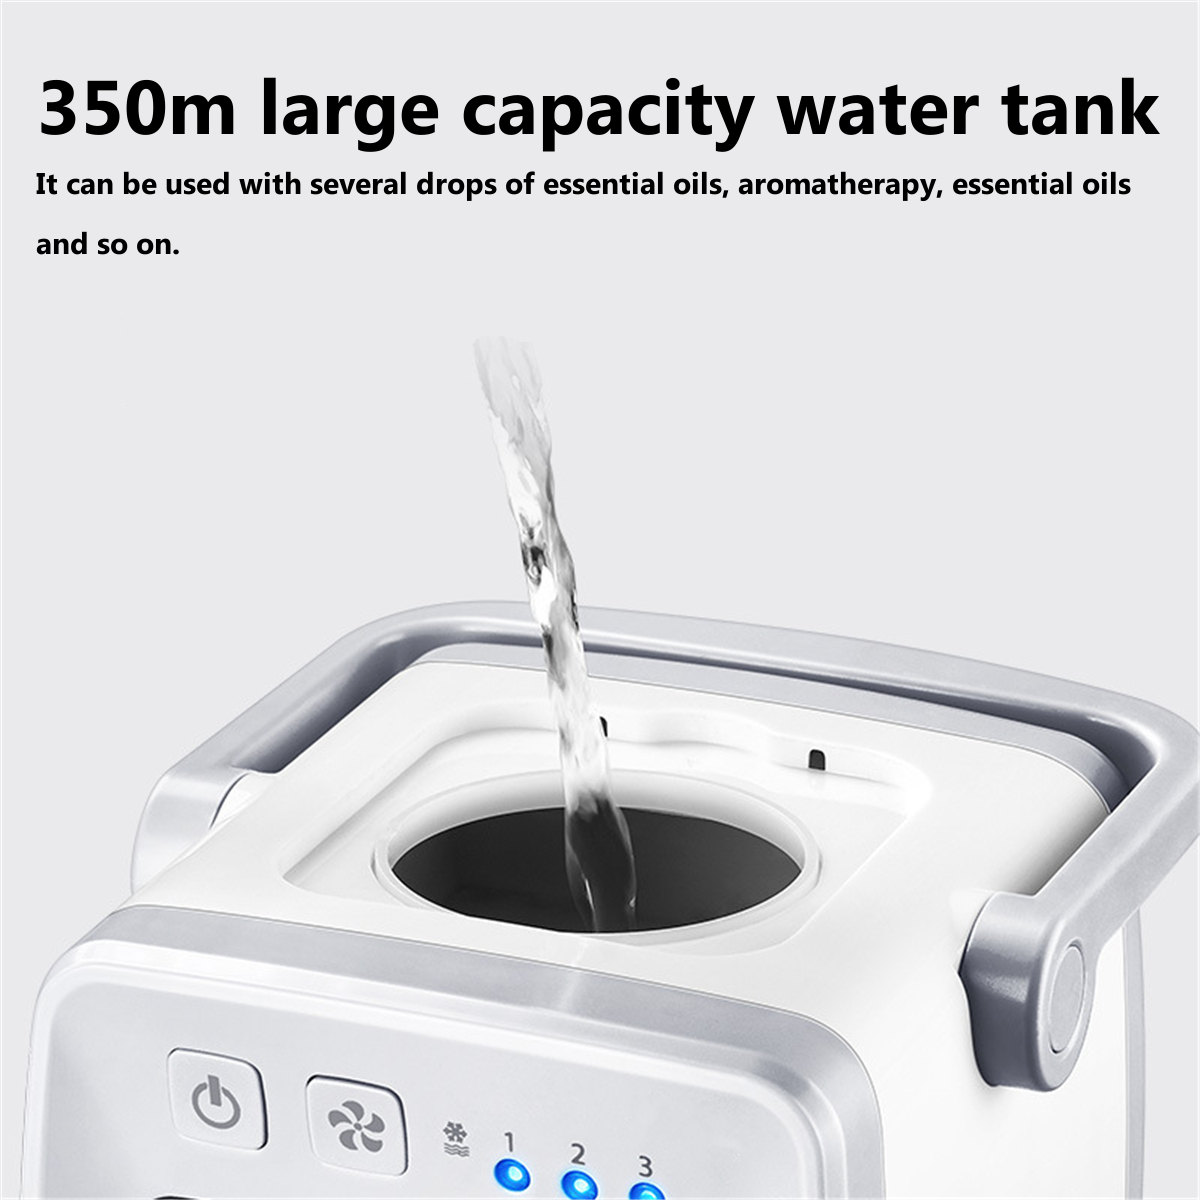 350m large capacity water tank
It can be used with several drops of essential oils, aromatherapy, essential oils
and so on.
1 2 3